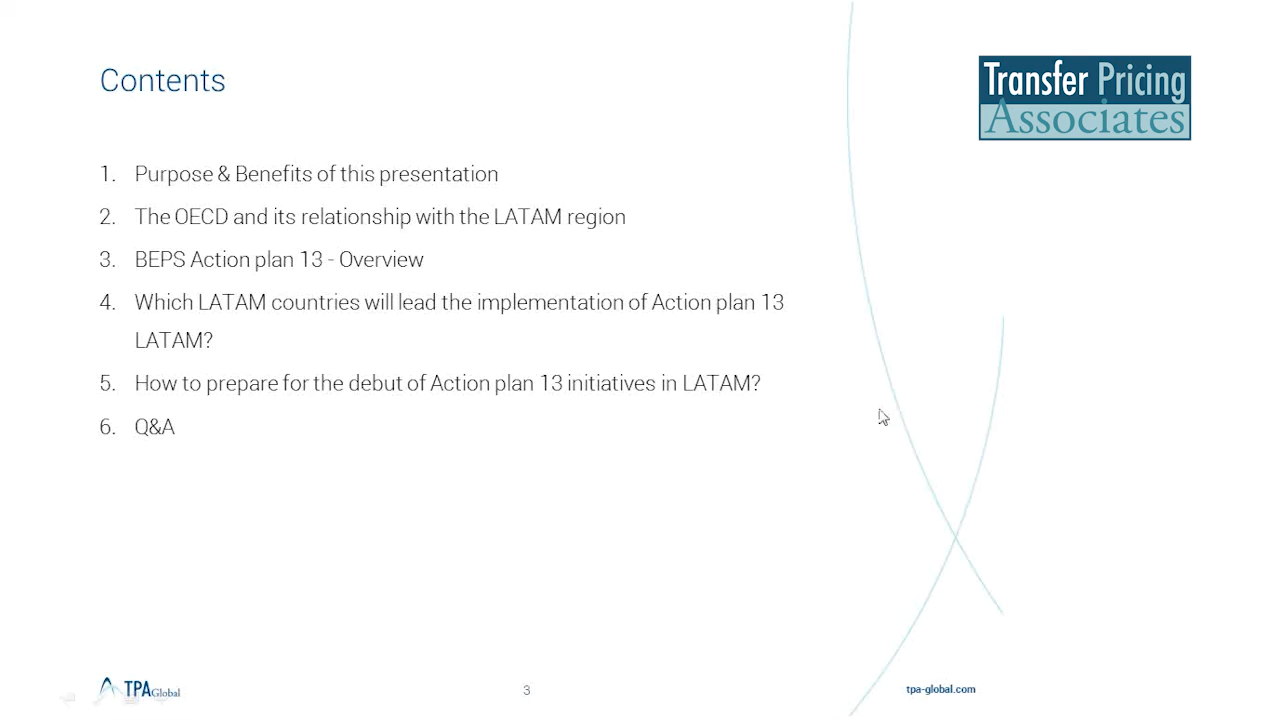 Contents
Transfer Pricing
Associates
1. Purpose & Benefits of this presentation
2. The OECD and its relationship with the LATAM region
3. BEPS Action plan 13 - Overview
4. Which LATAM countries will lead the implementation of Action plan 13
LATAM?
5. How to prepare for the debut of Action plan 13 initiatives in LATAM?
6. Q&A
TPA Global
3
tpa-global.com